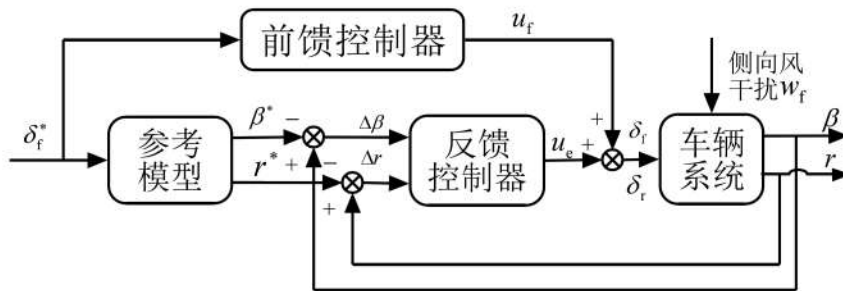 前馈控制器
u_f
侧向风
干扰w_f
δ_f^*
参考
模型
β^* −
Δβ
r^* + −
Δr
+
反馈
控制器
u_e +
+
δ_f
δ_r
车辆
系统
β
r